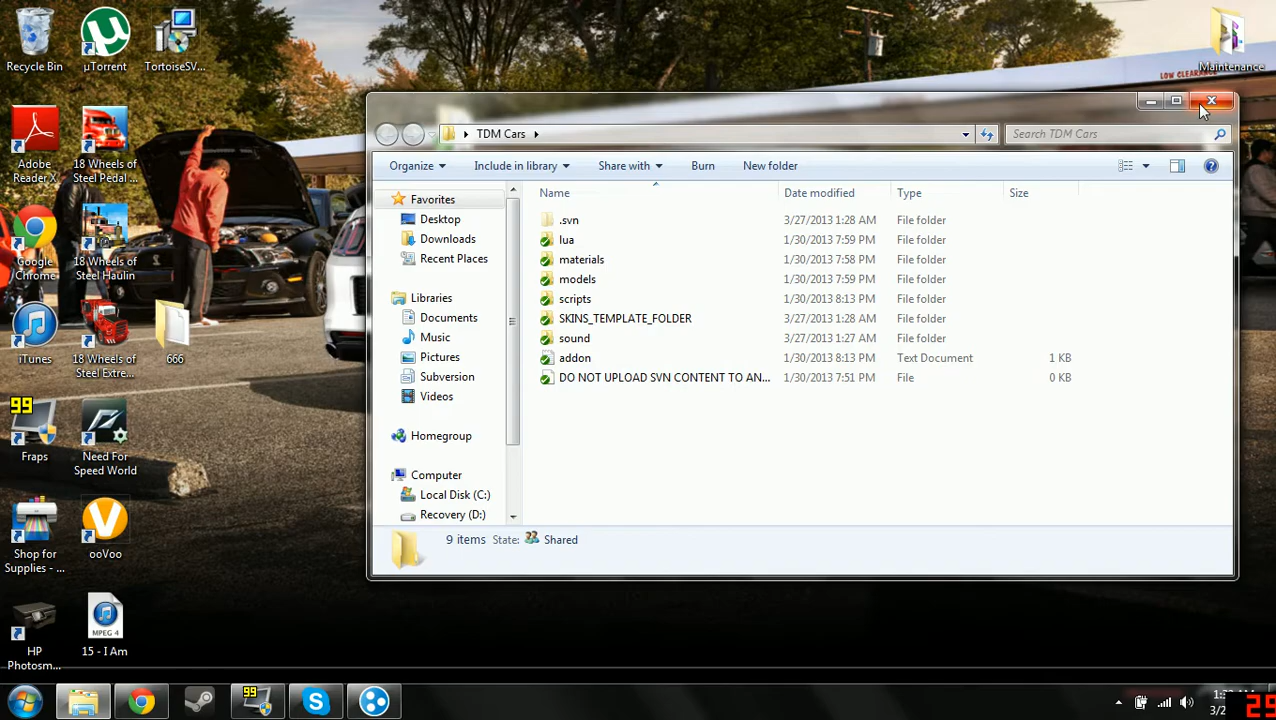 Recycle Bin
µTorrent
TortoiseSV...
Maintenance
LOW CLEARANCE
Adobe
Reader X
18 Wheels of
Steel Pedal ...
Google
Chrome
18 Wheels of
Steel Haulin
iTunes
18 Wheels of
Steel Extre...
666
99
Fraps
Need For
Speed World
Shop for
Supplies - ...
ooVoo
HP
Photosm...
MPEG 4
15 - I Am
TDM Cars
Search TDM Cars
Organize
Include in library
Share with
Burn
New folder
Favorites
Desktop
Downloads
Recent Places
Libraries
Documents
Music
Pictures
Subversion
Videos
Homegroup
Computer
Local Disk (C:)
Recovery (D:)
Name Date modified Type Size
.svn 3/27/2013 1:28 AM File folder
lua 1/30/2013 7:59 PM File folder
materials 1/30/2013 7:58 PM File folder
models 1/30/2013 7:59 PM File folder
scripts 1/30/2013 8:13 PM File folder
SKINS_TEMPLATE_FOLDER 3/27/2013 1:28 AM File folder
sound 3/27/2013 1:27 AM File folder
addon 1/30/2013 8:13 PM Text Document 1 KB
DO NOT UPLOAD SVN CONTENT TO AN... 1/30/2013 7:51 PM File 0 KB
9 items State: Shared
99
29